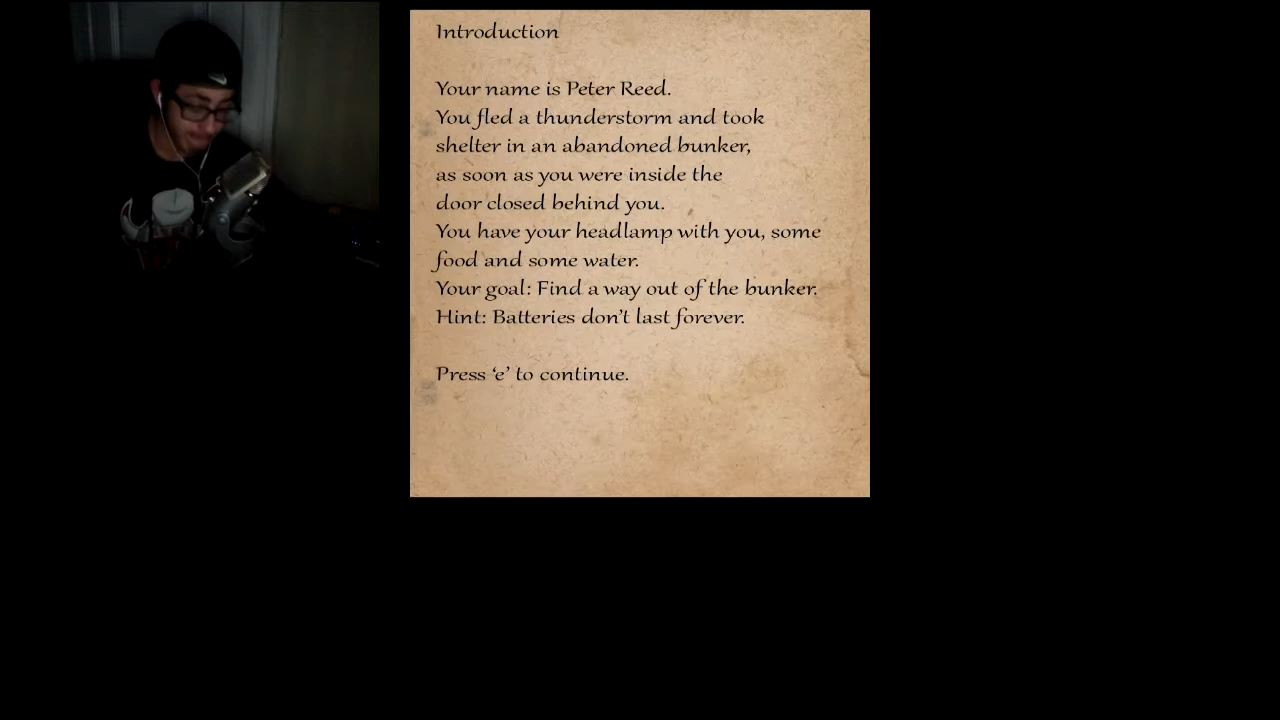 Introduction
Your name is Peter Reed.
You fled a thunderstorm and took
shelter in an abandoned bunker,
as soon as you were inside the
door closed behind you.
You have your headlamp with you, some
food and some water.
Your goal: Find a way out of the bunker.
Hint: Batteries don't last forever.
Press 'e' to continue.